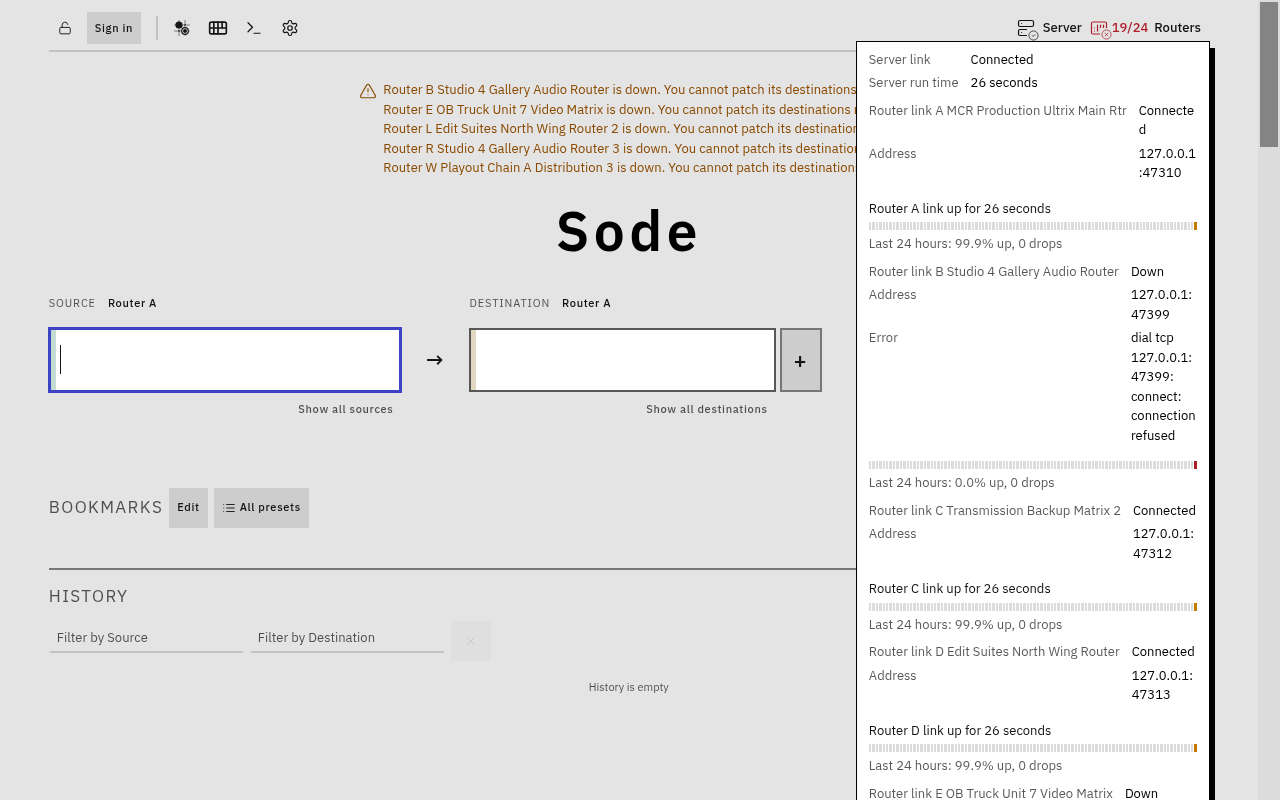 Sign in
Server
19/24 Routers
Router B Studio 4 Gallery Audio Router is down. You cannot patch its destinations
Router E OB Truck Unit 7 Video Matrix is down. You cannot patch its destinations
Router L Edit Suites North Wing Router 2 is down. You cannot patch its destination
Router R Studio 4 Gallery Audio Router 3 is down. You cannot patch its destination
Router W Playout Chain A Distribution 3 is down. You cannot patch its destination
Sode
SOURCE Router A
DESTINATION Router A
→
+
Show all sources
Show all destinations
BOOKMARKS
Edit
All presets
HISTORY
Filter by Source
Filter by Destination
×
History is empty
Server link Connected
Server run time 26 seconds
Router link A MCR Production Ultrix Main Rtr Connecte
d
Address 127.0.0.1
:47310
Router A link up for 26 seconds
Last 24 hours: 99.9% up, 0 drops
Router link B Studio 4 Gallery Audio Router Down
Address 127.0.0.1:
47399
Error dial tcp
127.0.0.1:
47399:
connect:
connection
refused
Last 24 hours: 0.0% up, 0 drops
Router link C Transmission Backup Matrix 2 Connected
Address 127.0.0.1:
47312
Router C link up for 26 seconds
Last 24 hours: 99.9% up, 0 drops
Router link D Edit Suites North Wing Router Connected
Address 127.0.0.1:
47313
Router D link up for 26 seconds
Last 24 hours: 99.9% up, 0 drops
Router link E OB Truck Unit 7 Video Matrix Down